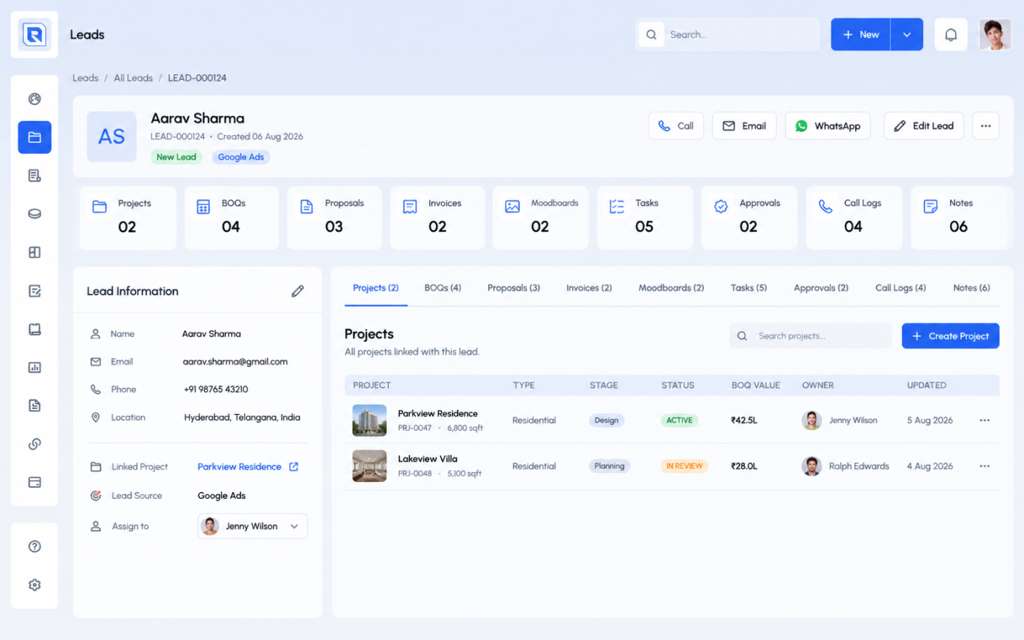 R
Leads
Search...
+ New
Leads / All Leads / LEAD-000124
AS
Aarav Sharma
LEAD-000124 • Created 06 Aug 2026
New Lead Google Ads
Call
Email
WhatsApp
Edit Lead
Projects
02
BOQs
04
Proposals
03
Invoices
02
Moodboards
02
Tasks
05
Approvals
02
Call Logs
04
Notes
06
Lead Information
Name Aarav Sharma
Email aarav.sharma@gmail.com
Phone +91 98765 43210
Location Hyderabad, Telangana, India
Linked Project Parkview Residence
Lead Source Google Ads
Assign to Jenny Wilson
Projects (2) BOQs (4) Proposals (3) Invoices (2) Moodboards (2) Tasks (5) Approvals (2) Call Logs (4) Notes (6)
Projects
All projects linked with this lead.
Search projects...
+ Create Project
PROJECT TYPE STAGE STATUS BOQ VALUE OWNER UPDATED
Parkview Residence
PRJ-0047 • 6,800 sqft
Residential Design ACTIVE ₹42.5L Jenny Wilson 5 Aug 2026
Lakeview Villa
PRJ-0048 • 5,100 sqft
Residential Planning IN REVIEW ₹28.0L Ralph Edwards 4 Aug 2026